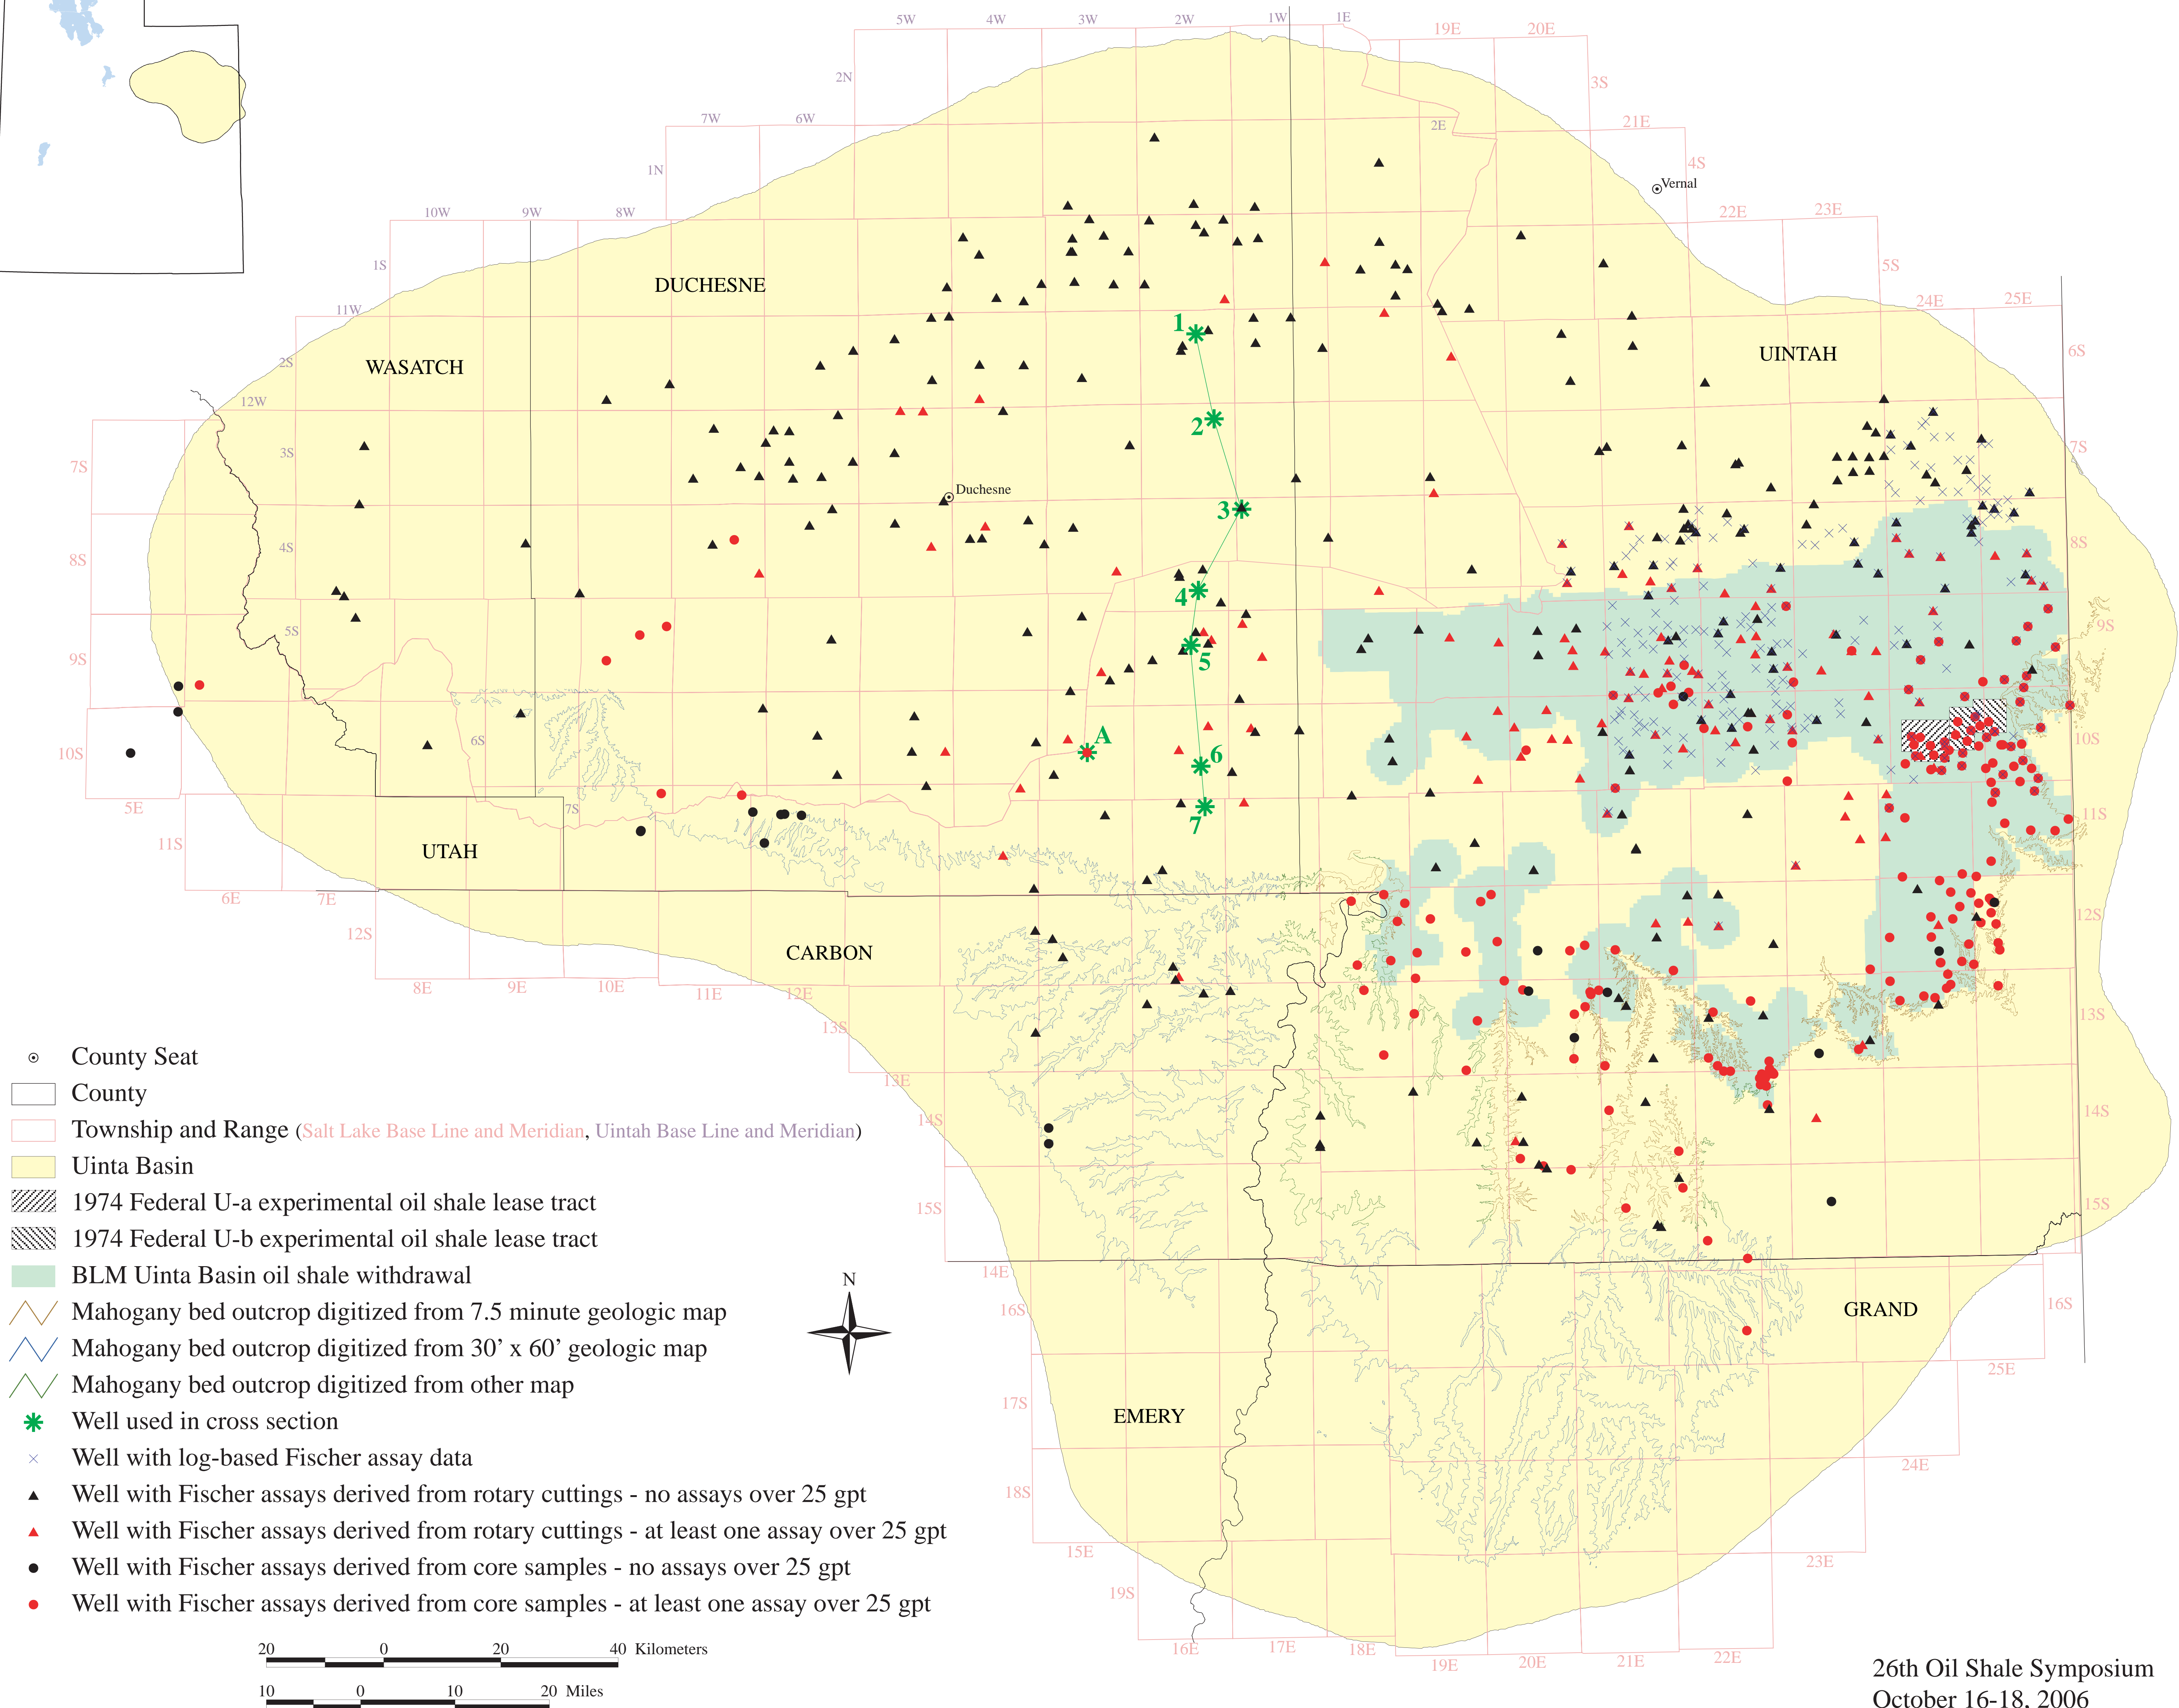 5W 4W 3W 2W 1W 1E
19E 20E
2N
3S
7W 6W
2E
21E
1N
4S
Vernal
10W 9W 8W
22E 23E
1S
5S
DUCHESNE
24E 25E
11W
1
WASATCH
2S
UINTAH
6S
12W
2
7S
3S
7S
Duchesne
3
8S
4S
8S
4
9S
5S
5
9S
10S
6S
A
6
10S
5E
7S
7
11S
11S
UTAH
6E 7E
12S
12S
CARBON
8E 9E 10E 11E 12E
13S
13S
13E
14S
14S
15S
15S
14E
16S
GRAND
16S
25E
17S
EMERY
24E
18S
15E
23E
19S
16E 17E 18E 19E 20E 21E 22E
County Seat
County
Township and Range (Salt Lake Base Line and Meridian, Uintah Base Line and Meridian)
Uinta Basin
1974 Federal U-a experimental oil shale lease tract
1974 Federal U-b experimental oil shale lease tract
BLM Uinta Basin oil shale withdrawal
Mahogany bed outcrop digitized from 7.5 minute geologic map
Mahogany bed outcrop digitized from 30’ x 60’ geologic map
Mahogany bed outcrop digitized from other map
Well used in cross section
Well with log-based Fischer assay data
Well with Fischer assays derived from rotary cuttings - no assays over 25 gpt
Well with Fischer assays derived from rotary cuttings - at least one assay over 25 gpt
Well with Fischer assays derived from core samples - no assays over 25 gpt
Well with Fischer assays derived from core samples - at least one assay over 25 gpt
N
20 0 20 40 Kilometers
10 0 10 20 Miles
26th Oil Shale Symposium
October 16-18, 2006